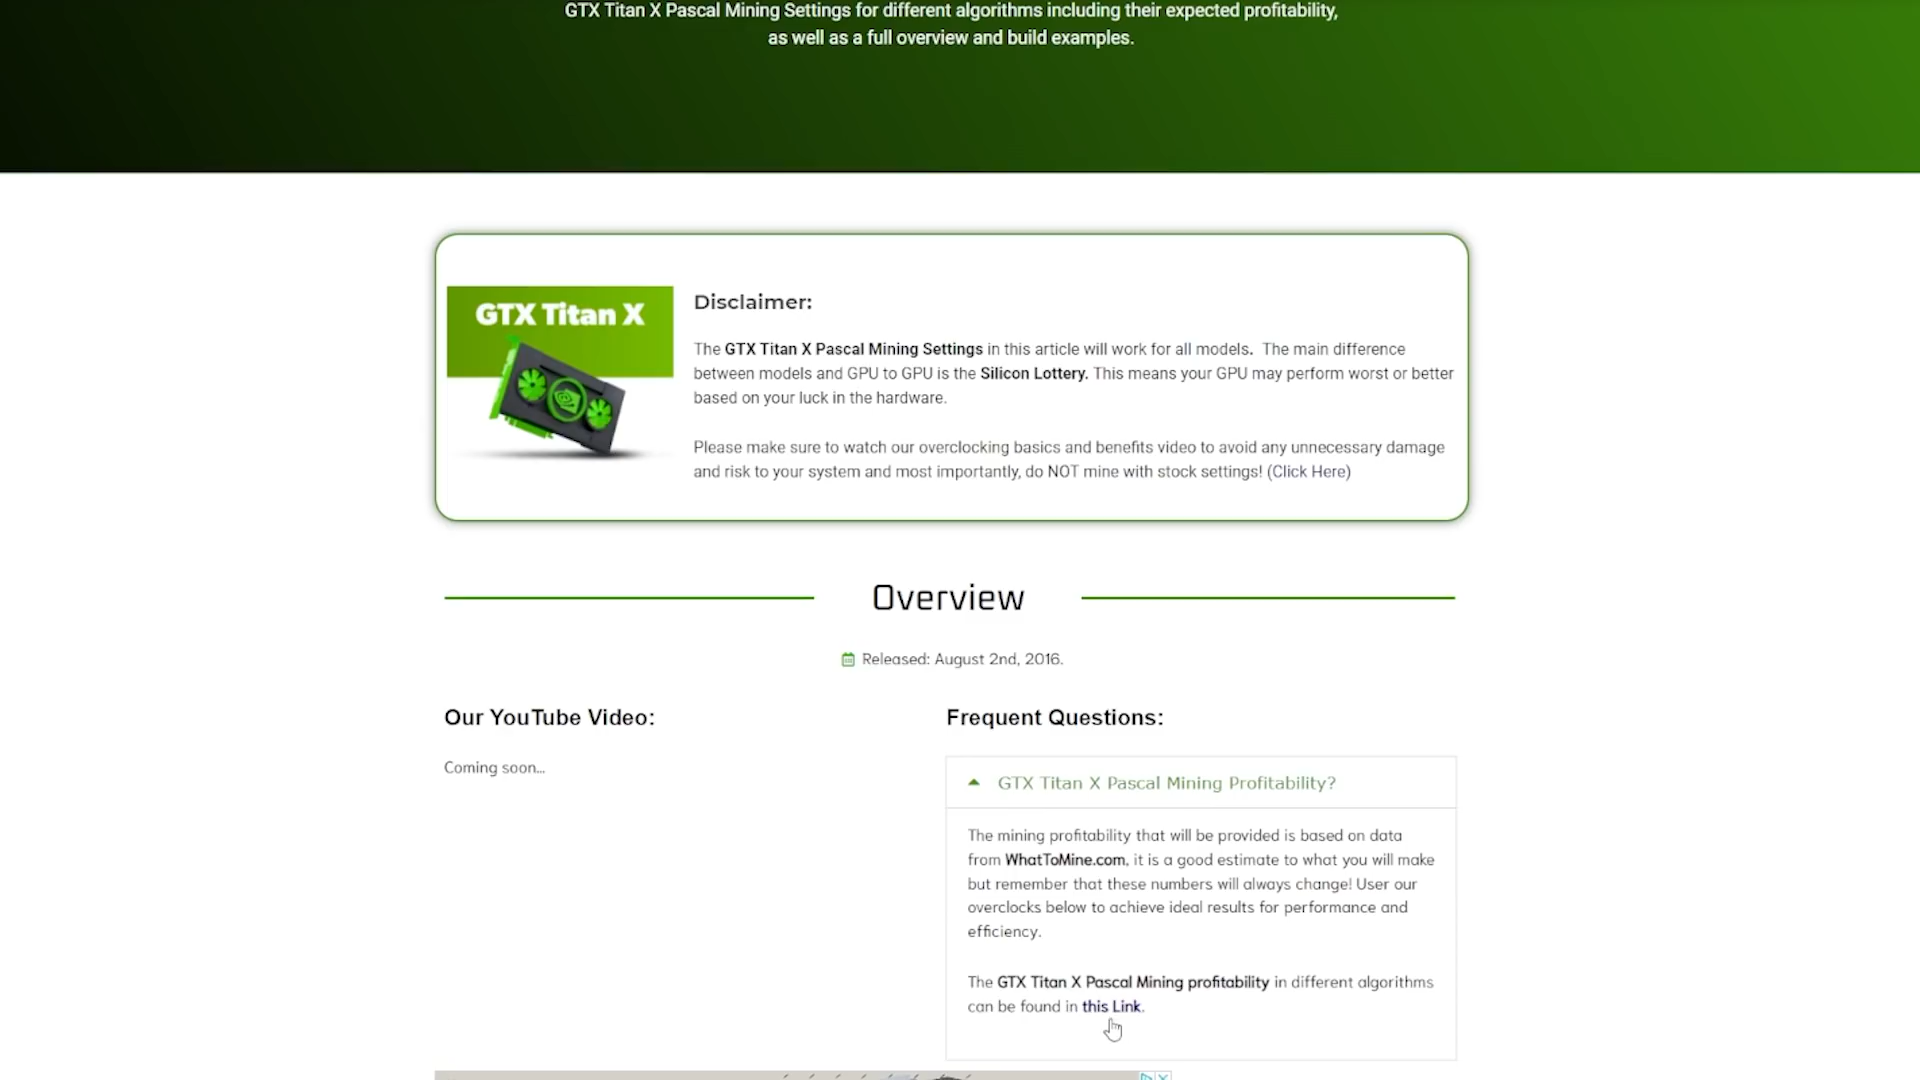 GTX Titan X Pascal Mining Settings for different algorithms including their expected profitability,
as well as a full overview and build examples.
GTX Titan X
Disclaimer:
The GTX Titan X Pascal Mining Settings in this article will work for all models. The main difference
between models and GPU to GPU is the Silicon Lottery. This means your GPU may perform worst or better
based on your luck in the hardware.
Please make sure to watch our overclocking basics and benefits video to avoid any unnecessary damage
and risk to your system and most importantly, do NOT mine with stock settings! (Click Here)
Overview
Released: August 2nd, 2016.
Our YouTube Video:
Coming soon...
Frequent Questions:
GTX Titan X Pascal Mining Profitability?
The mining profitability that will be provided is based on data
from WhatToMine.com, it is a good estimate to what you will make
but remember that these numbers will always change! User our
overclocks below to achieve ideal results for performance and
efficiency.
The GTX Titan X Pascal Mining profitability in different algorithms
can be found in this Link.